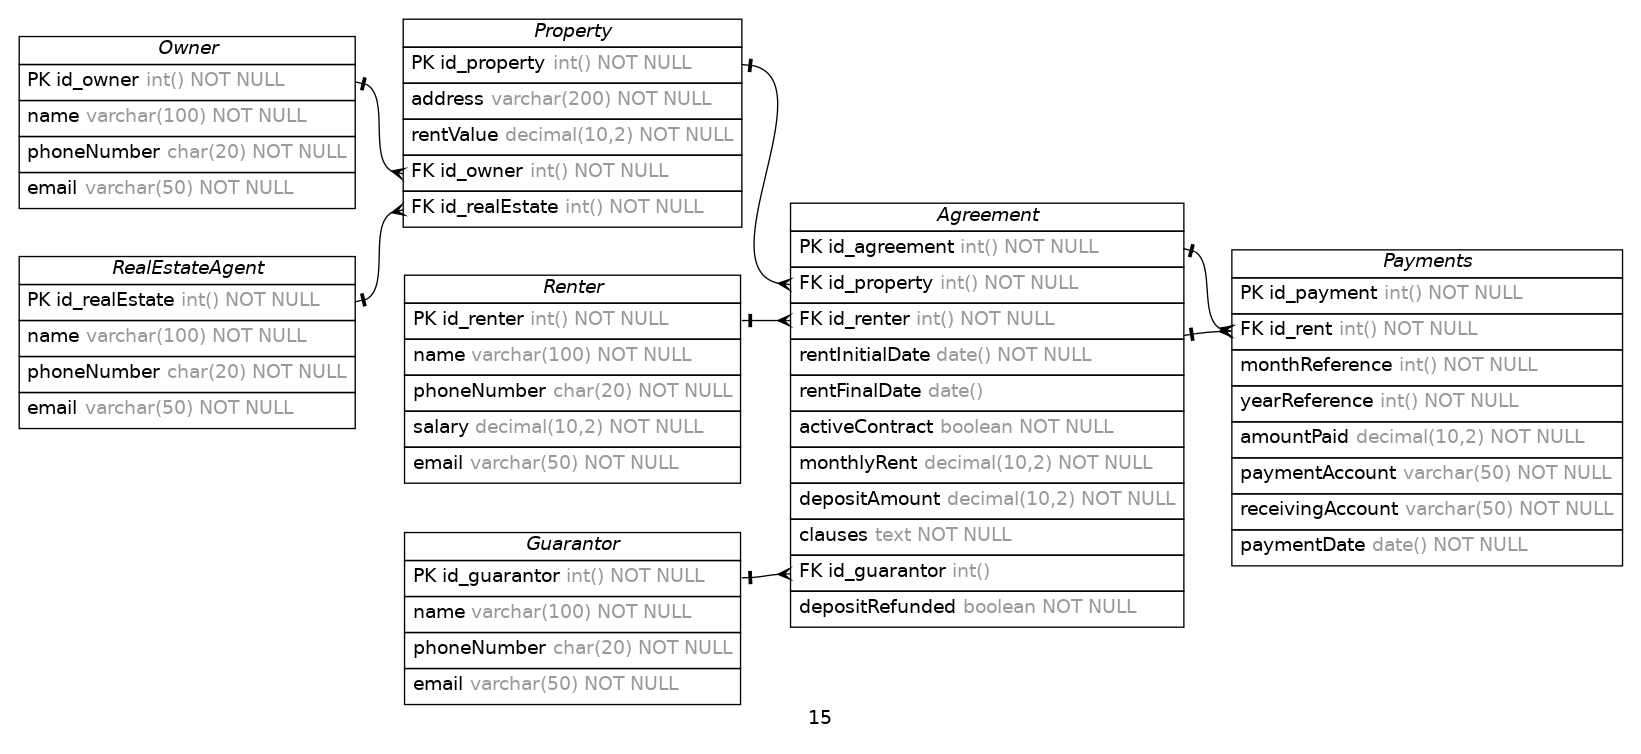 Owner
PK id_owner int() NOT NULL
name varchar(100) NOT NULL
phoneNumber char(20) NOT NULL
email varchar(50) NOT NULL
RealEstateAgent
PK id_realEstate int() NOT NULL
name varchar(100) NOT NULL
phoneNumber char(20) NOT NULL
email varchar(50) NOT NULL
Property
PK id_property int() NOT NULL
address varchar(200) NOT NULL
rentValue decimal(10,2) NOT NULL
FK id_owner int() NOT NULL
FK id_realEstate int() NOT NULL
Renter
PK id_renter int() NOT NULL
name varchar(100) NOT NULL
phoneNumber char(20) NOT NULL
salary decimal(10,2) NOT NULL
email varchar(50) NOT NULL
Guarantor
PK id_guarantor int() NOT NULL
name varchar(100) NOT NULL
phoneNumber char(20) NOT NULL
email varchar(50) NOT NULL
Agreement
PK id_agreement int() NOT NULL
FK id_property int() NOT NULL
FK id_renter int() NOT NULL
rentInitialDate date() NOT NULL
rentFinalDate date()
activeContract boolean NOT NULL
monthlyRent decimal(10,2) NOT NULL
depositAmount decimal(10,2) NOT NULL
clauses text NOT NULL
FK id_guarantor int()
depositRefunded boolean NOT NULL
Payments
PK id_payment int() NOT NULL
FK id_rent int() NOT NULL
monthReference int() NOT NULL
yearReference int() NOT NULL
amountPaid decimal(10,2) NOT NULL
paymentAccount varchar(50) NOT NULL
receivingAccount varchar(50) NOT NULL
paymentDate date() NOT NULL
15